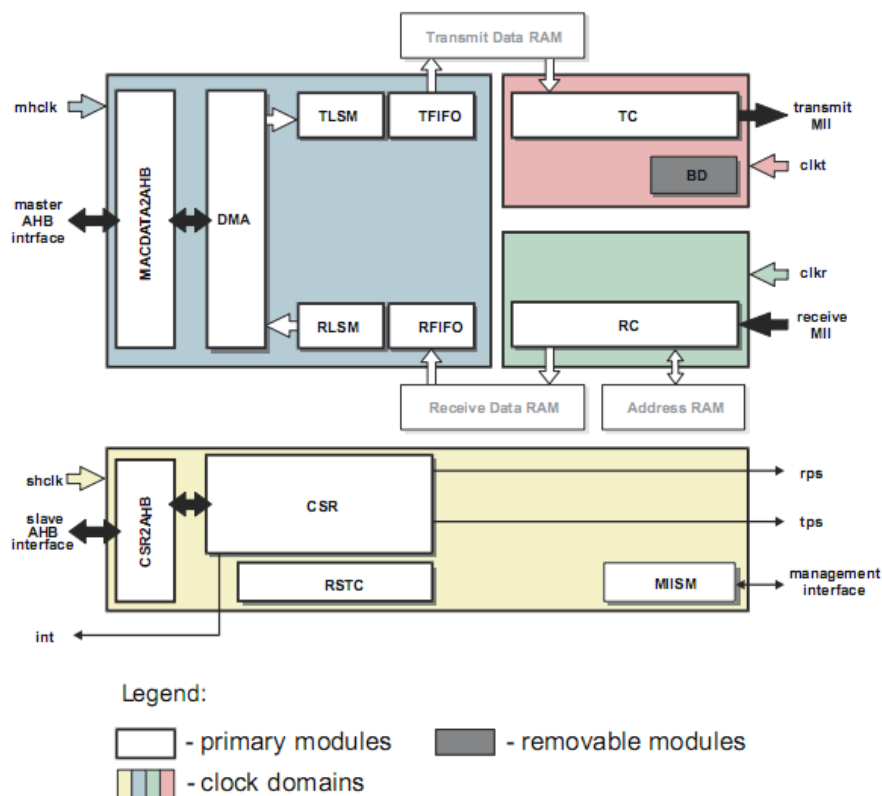 Transmit Data RAM
mhclk
MACDATA2AHB
DMA
TLSM
TFIFO
TC
transmit
MII
BD
clkt
master
AHB
intrface
clkr
RLSM
RFIFO
RC
receive
MII
Receive Data RAM
Address RAM
shclk
slave
AHB
interface
CSR2AHB
CSR
rps
tps
RSTC
MIISM
management
interface
int
Legend:
- primary modules
- removable modules
- clock domains